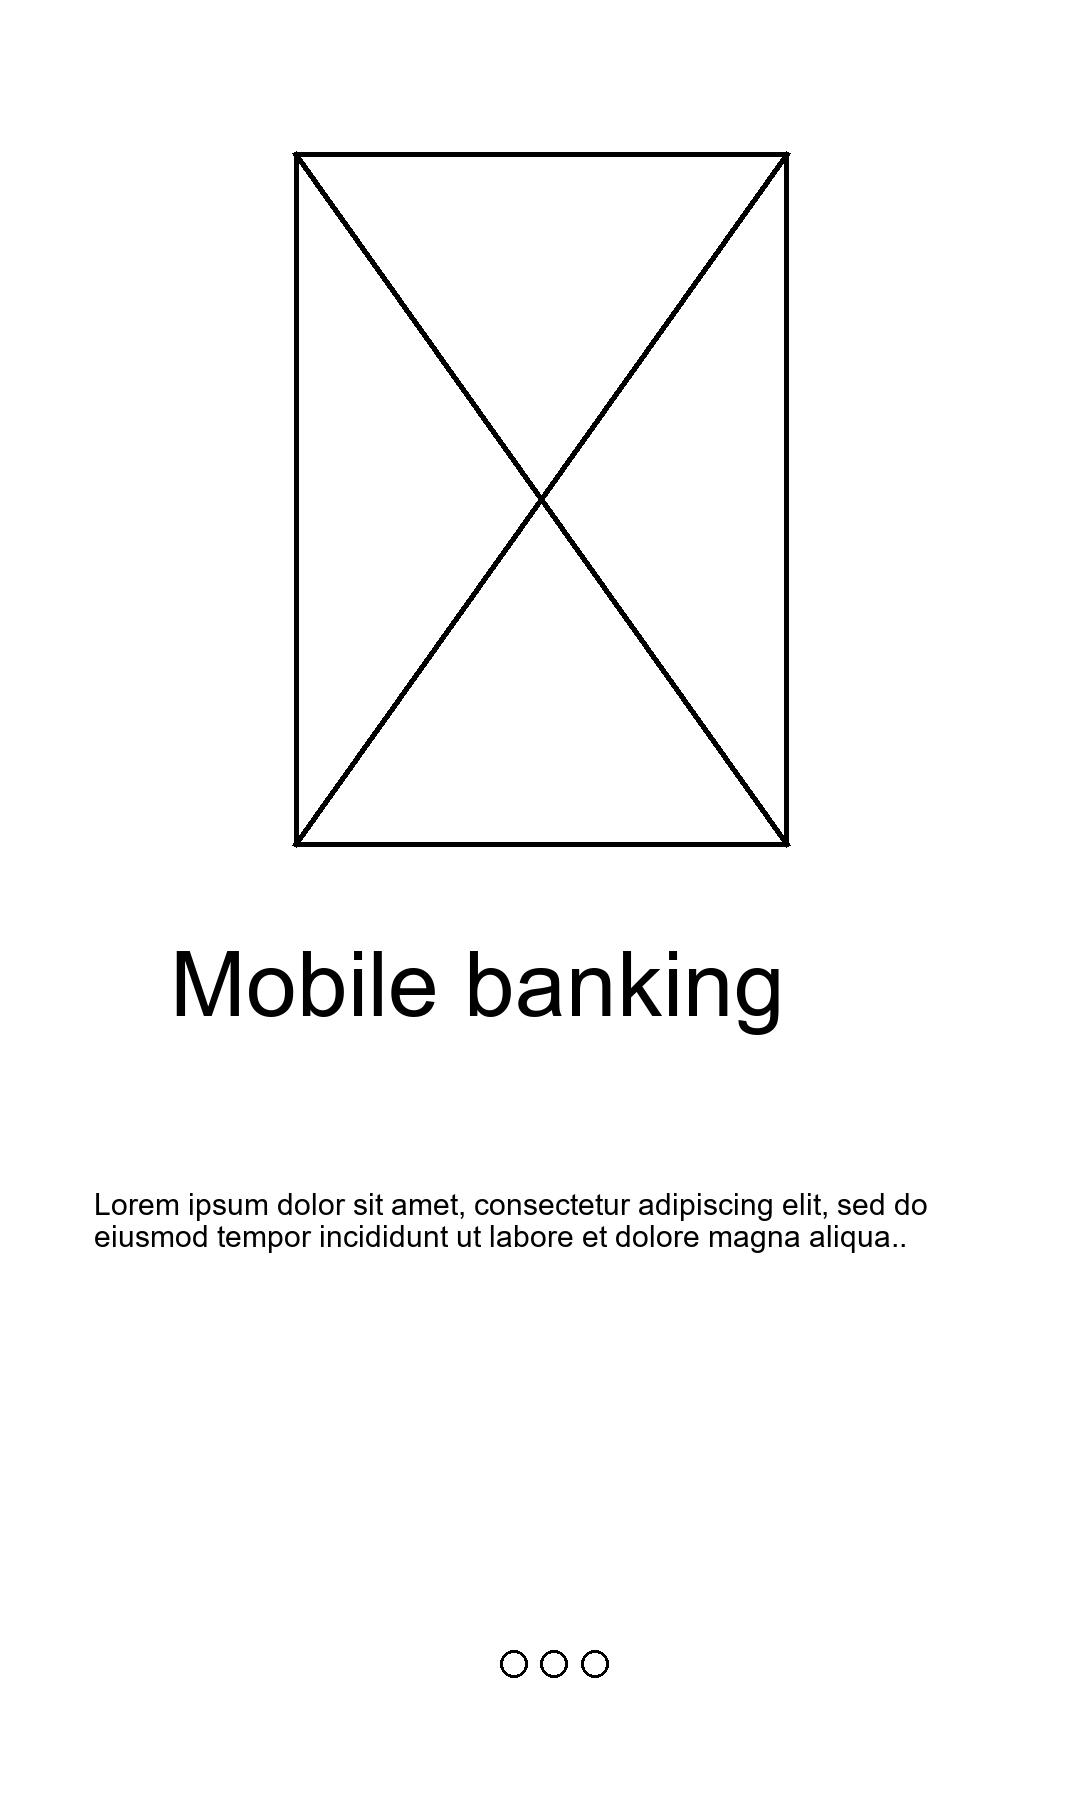 Mobile banking
Lorem ipsum dolor sit amet, consectetur adipiscing elit, sed do
eiusmod tempor incididunt ut labore et dolore magna aliqua..